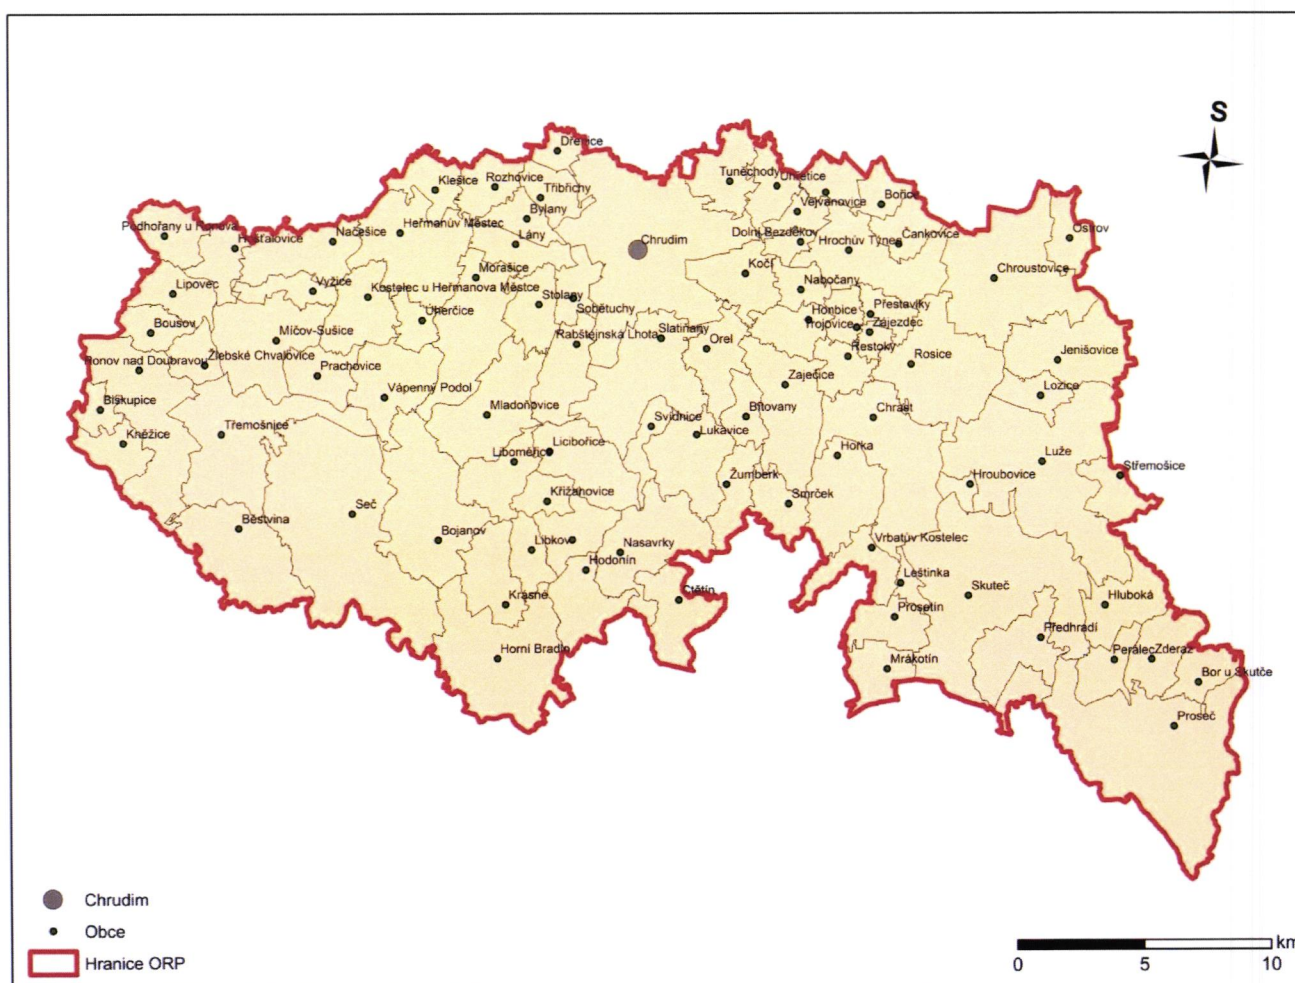 S
Dřenice
Klešice
Rozhovice
Třibřichy
Tuněchody
Úhřetice
Bořice
Vejvanovice
Bylany
Podhořany u Ronova
Hošťalovice
Načešice
Heřmanův Městec
Lány
Chrudim
Dolní Bezděkov
Hrochův Týnec
Čankovice
Ostrov
Chroustovice
Kočí
Morašice
Lipovec
Vyžice
Kostelec u Heřmanova Městce
Stolany
Sobětuchy
Nabočany
Honbice
Přestavlky
Úherčice
Trojovice
Zájezdec
Bousov
Míčov-Sušice
Rabštejnská Lhota
Slatiňany
Orel
Řestoky
Rosice
Jenišovice
Ronov nad Doubravou
Žlebské Chvalovice
Prachovice
Zaječice
Vápenný Podol
Lozice
Biskupice
Mladoňovice
Bítovany
Chrast
Kněžice
Třemošnice
Svídnice
Lukavice
Licibořice
Liboměřice
Horka
Luže
Střemošice
Žumberk
Hroubovice
Křižanovice
Smrček
Seč
Běstvina
Bojanov
Libkov
Nasavrky
Vrbatův Kostelec
Hodonín
Leštinka
Skuteč
Ctětín
Krásné
Hluboká
Prosetín
Předhradí
Horní Bradlo
Mrákotín
Perálec
Zderaz
Bor u Skutče
Proseč
Chrudim
Obce
Hranice ORP
km
0 5 10